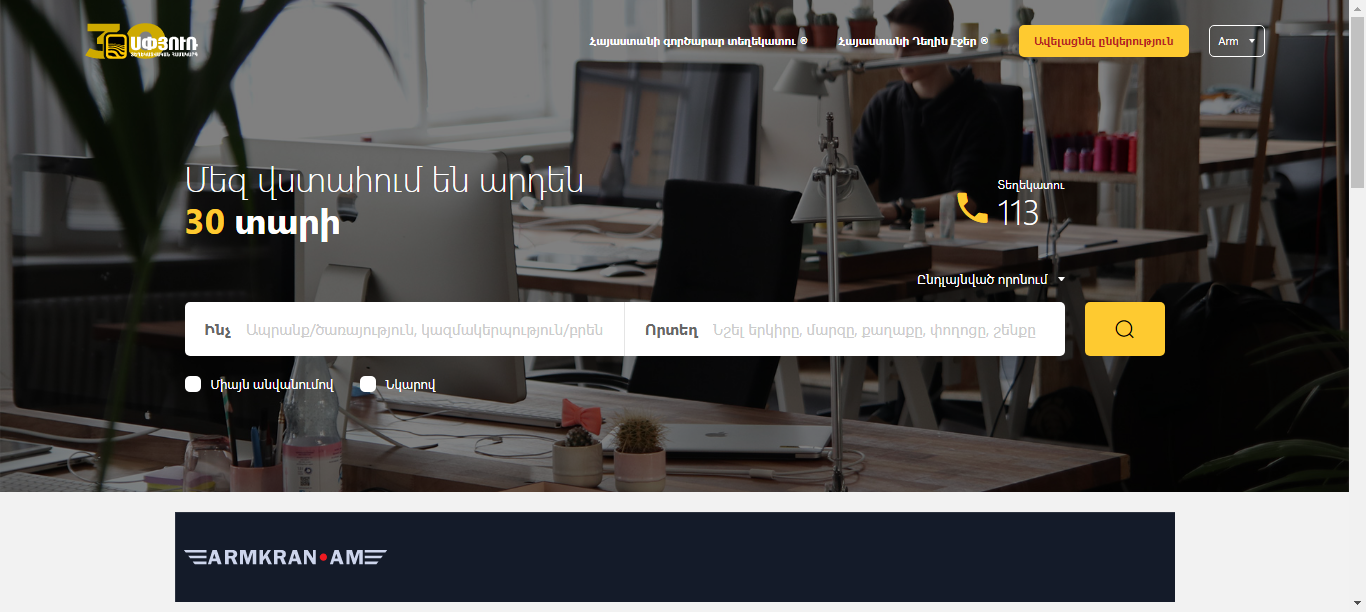 30
ՍՓՅՈՒՌ
ՏԵՂԵԿԱՏՎԱԿԱՆ ՀԱՄԱԿԱՐԳ
Հայաստանի գործարար տեղեկատու ®
Հայաստանի Դեղին Էջեր ®
Ավելացնել ընկերություն
Arm
Մեզ վստահում են արդեն
30 տարի
Տեղեկատու
113
Ընդլայնված որոնում
Ինչ Ապրանք/ծառայություն, կազմակերպություն/բրեն
Որտեղ Նշել երկիրը, մարզը, քաղաքը, փողոցը, շենքը
Միայն անվանումով
Նկարով
ARMKRAN•AM